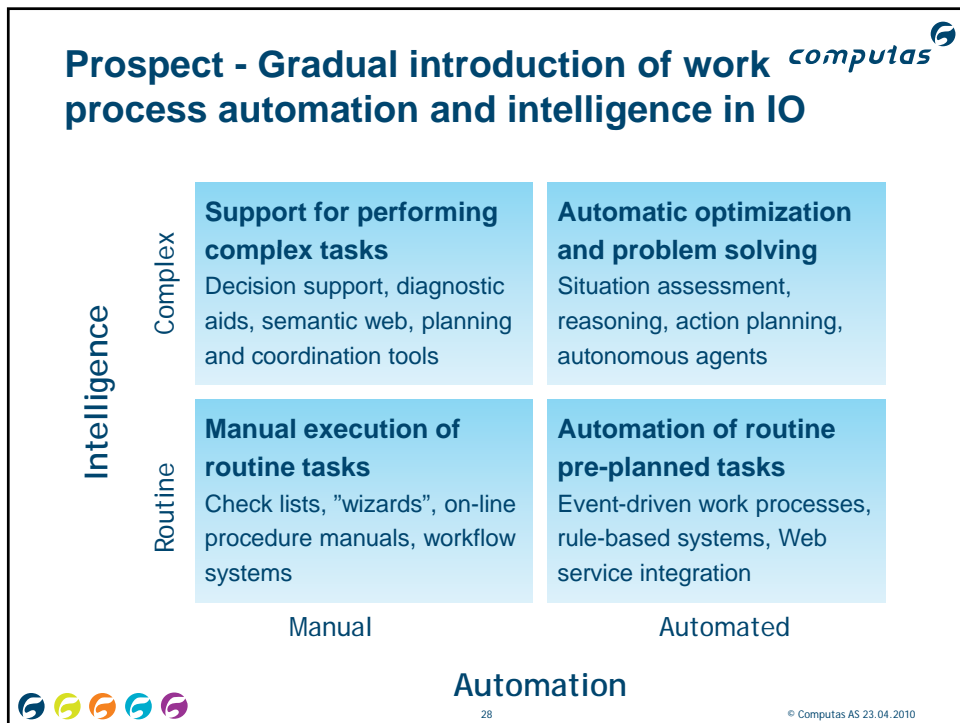 Prospect - Gradual introduction of work
process automation and intelligence in IO
computas
Intelligence
Complex
Support for performing
complex tasks
Decision support, diagnostic
aids, semantic web, planning
and coordination tools
Automatic optimization
and problem solving
Situation assessment,
reasoning, action planning,
autonomous agents
Routine
Manual execution of
routine tasks
Check lists, ”wizards”, on-line
procedure manuals, workflow
systems
Automation of routine
pre-planned tasks
Event-driven work processes,
rule-based systems, Web
service integration
Manual
Automated
Automation
28
© Computas AS 23.04.2010